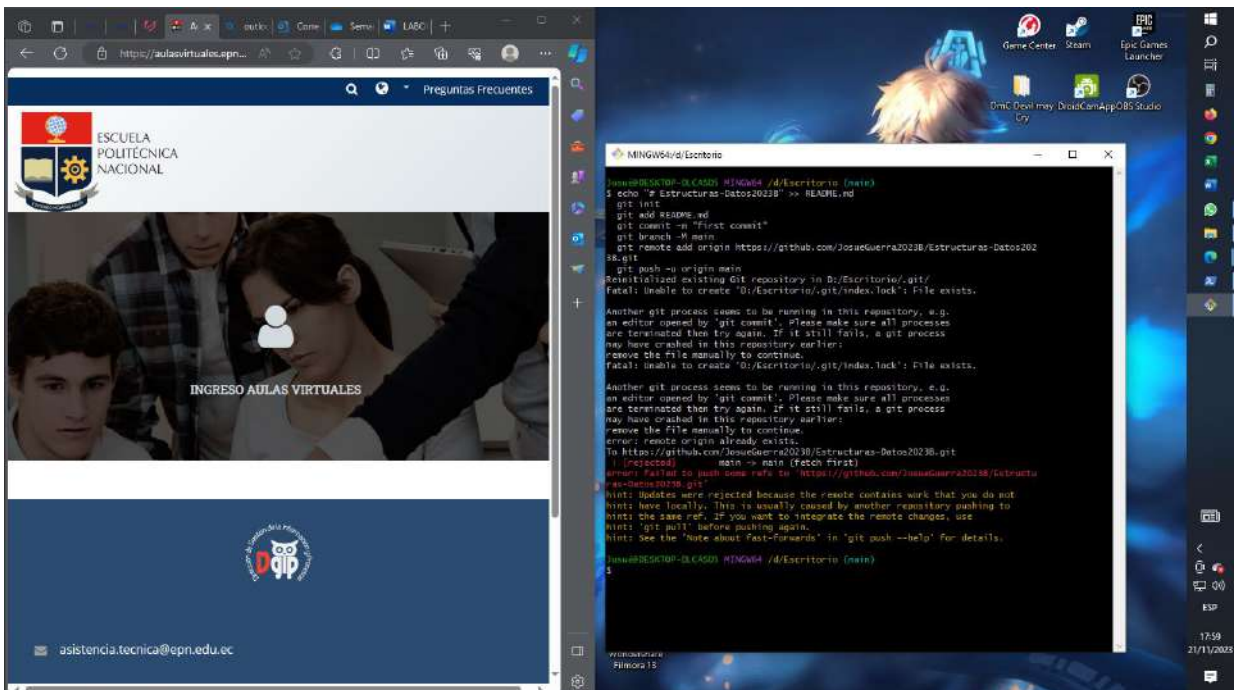 outlo
Corre
Semai
LABO
https://aulasvirtuales.epn...
Preguntas Frecuentes
ESCUELA
POLITÉCNICA
NACIONAL
INGRESO AULAS VIRTUALES
Dgip
asistencia.tecnica@epn.edu.ec
Game Center
Steam
EPIC
Epic Games
Launcher
DmC Devil may
Cry
DroidCamApp
OBS Studio
MINGW64:/d/Escritorio
MINGW64 /d/Escritorio (main)
$ echo "# Estructuras-Datos2023B" >> README.md
git init
git add README.md
git commit -m "first commit"
git branch -M main
git remote add origin https://github.com/JosueGuerra2023B/Estructuras-Datos202
3B.git
git push -u origin main
Reinitialized existing Git repository in D:/Escritorio/.git/
fatal: Unable to create 'D:/Escritorio/.git/index.lock': File exists.
Another git process seems to be running in this repository, e.g.
an editor opened by 'git commit'. Please make sure all processes
are terminated then try again. If it still fails, a git process
may have crashed in this repository earlier:
remove the file manually to continue.
fatal: Unable to create 'D:/Escritorio/.git/index.lock': File exists.
Another git process seems to be running in this repository, e.g.
an editor opened by 'git commit'. Please make sure all processes
are terminated then try again. If it still fails, a git process
may have crashed in this repository earlier:
remove the file manually to continue.
error: remote origin already exists.
To https://github.com/JosueGuerra2023B/Estructuras-Datos2023B.git
! [rejected] main -> main (fetch first)
error: failed to push some refs to 'https://github.com/JosueGuerra2023B/Estructu
ras-Datos2023B.git'
hint: Updates were rejected because the remote contains work that you do not
hint: have locally. This is usually caused by another repository pushing to
hint: the same ref. If you want to integrate the remote changes, use
hint: 'git pull' before pushing again.
hint: See the 'Note about fast-forwards' in 'git push --help' for details.
MINGW64 /d/Escritorio (main)
$
Wondershare
Filmora 13
ESP
17:59
21/11/2023